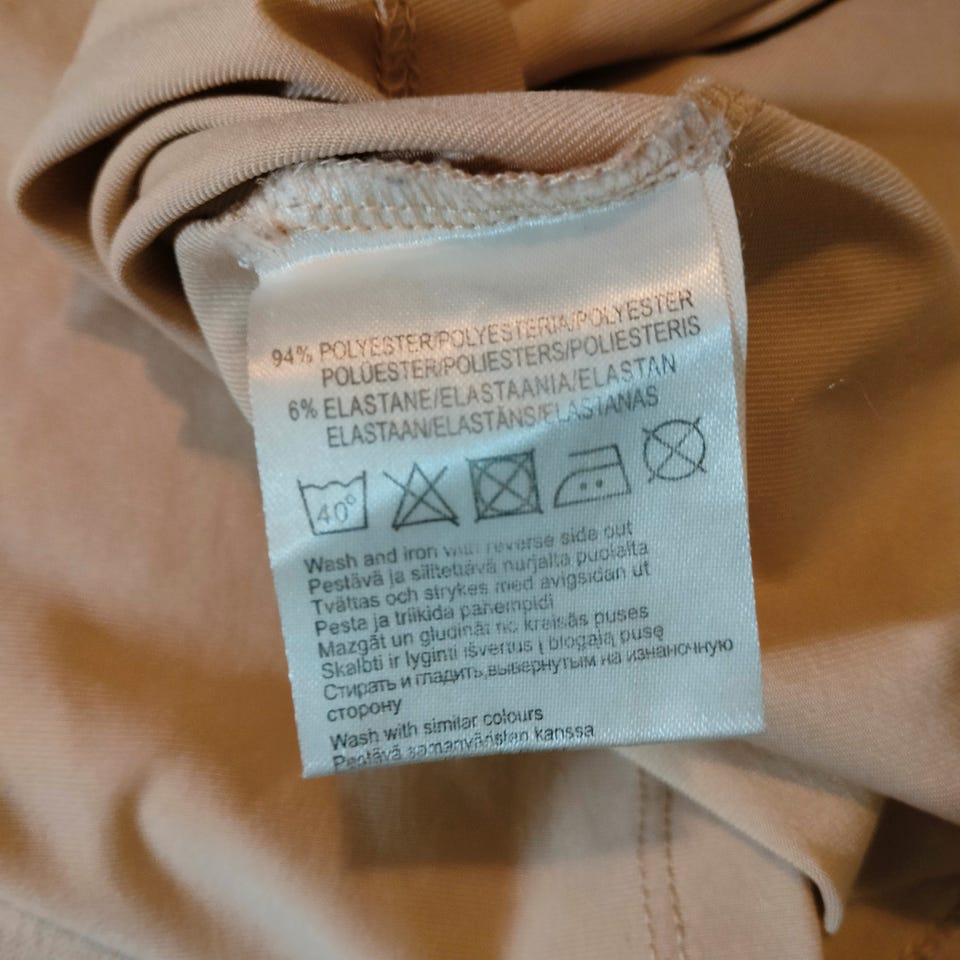 94% POLYESTER/POLYESTERIA/POLYESTER
POLÜESTER/POLIESTERS/POLIESTERIS
6% ELASTANE/ELASTAANIA/ELASTAN
ELASTAAN/ELASTĀNS/ELASTANAS
40°
Wash and iron with reverse side out
Pestävä ja silitettävä nurjalta puolalta
Tvättas och strykes med avigsidan ut
Pesta ja triikida pahempidi
Mazgāt un gludināt no kreisās puses
Skalbti ir lyginti išvertus į blogąją pusę
Стирать и гладить,вывернутым на изнаночную
сторону
Wash with similar colours
Pestävä samanväristen kanssa